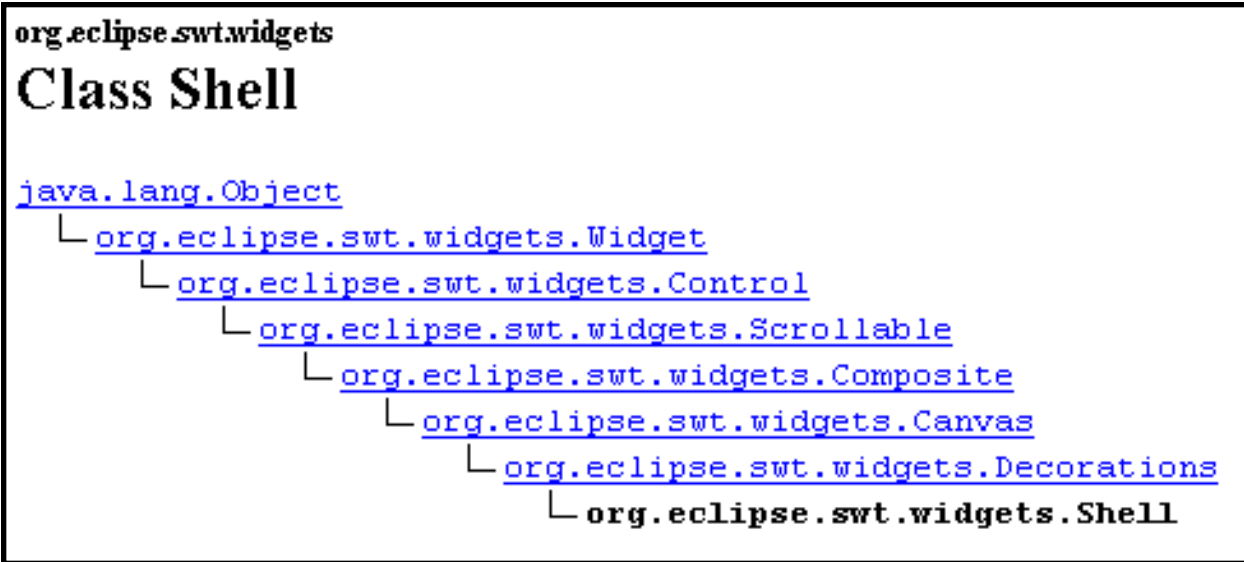 org.eclipse.swt.widgets
Class Shell
java.lang.Object
org.eclipse.swt.widgets.Widget
org.eclipse.swt.widgets.Control
org.eclipse.swt.widgets.Scrollable
org.eclipse.swt.widgets.Composite
org.eclipse.swt.widgets.Canvas
org.eclipse.swt.widgets.Decorations
org.eclipse.swt.widgets.Shell